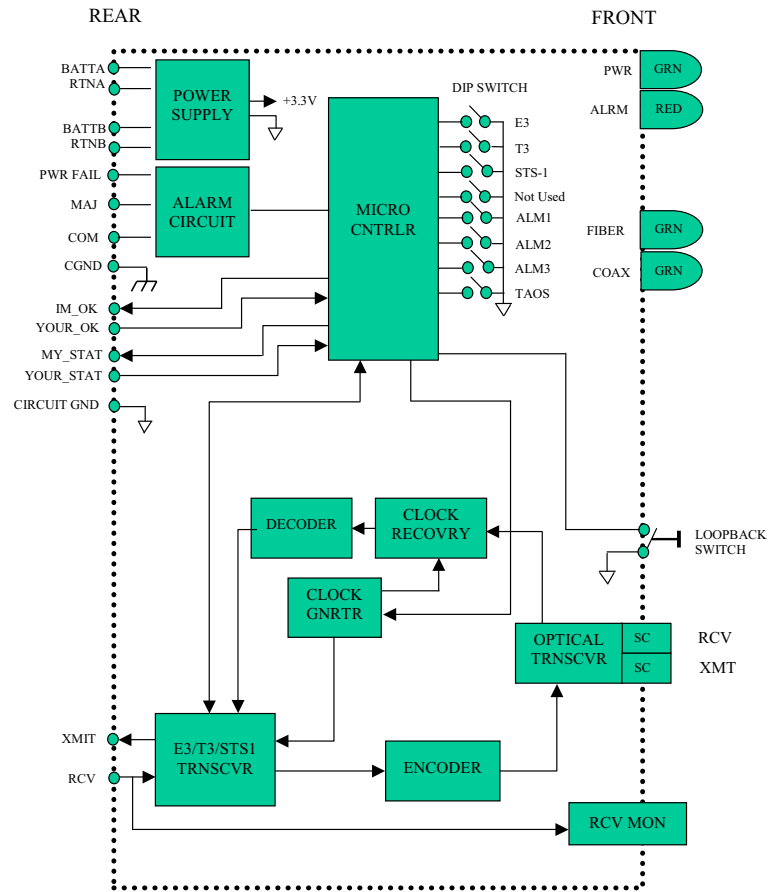 REAR
FRONT
BATTA
RTNA
BATTB
RTNB
PWR FAIL
MAJ
COM
CGND
IM_OK
YOUR_OK
MY_STAT
YOUR_STAT
CIRCUIT GND
POWER
SUPPLY
+3.3V
ALARM
CIRCUIT
MICRO
CNTRLR
DIP SWITCH
E3
T3
STS-1
Not Used
ALM1
ALM2
ALM3
TAOS
PWR
GRN
ALRM
RED
FIBER
GRN
COAX
GRN
DECODER
CLOCK
RECOVRY
CLOCK
GNRTR
LOOPBACK
SWITCH
OPTICAL
TRNSCVR
SC
RCV
SC
XMT
XMIT
RCV
E3/T3/STS1
TRNSCVR
ENCODER
RCV MON